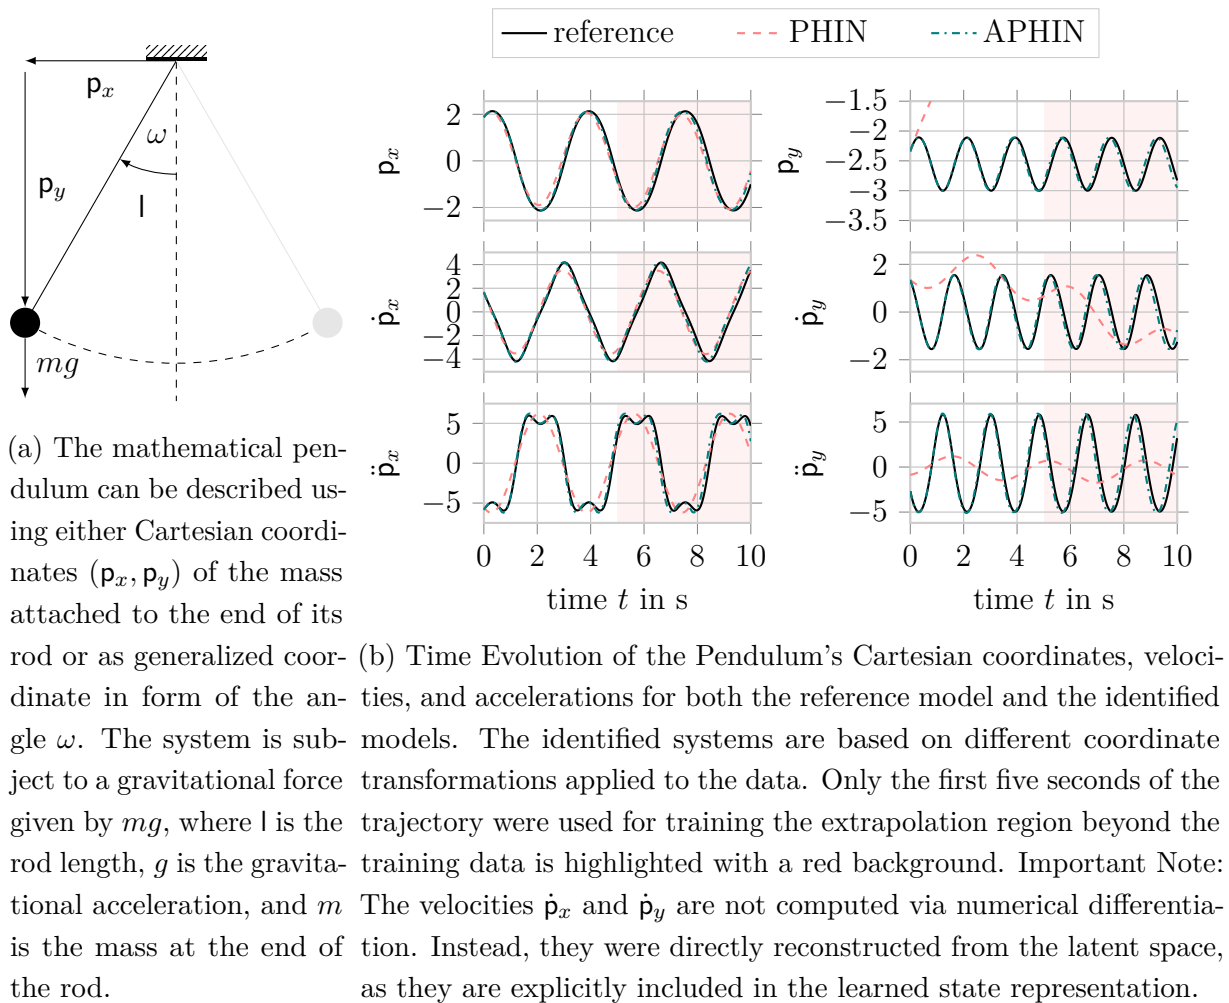 reference PHIN APHIN
p_x
ω
p_y
l
mg
2
0
−2
p_x
−1.5
−2
−2.5
−3
−3.5
p_y
4
2
0
−2
−4
ṗ_x
2
0
−2
ṗ_y
5
0
−5
p̈_x
0 2 4 6 8 10
time t in s
5
0
−5
p̈_y
0 2 4 6 8 10
time t in s
(a) The mathematical pen-
dulum can be described us-
ing either Cartesian coordi-
nates (p_x, p_y) of the mass
attached to the end of its
rod or as generalized coor-
dinate in form of the an-
gle ω. The system is sub-
ject to a gravitational force
given by mg, where l is the
rod length, g is the gravita-
tional acceleration, and m
is the mass at the end of
the rod.
(b) Time Evolution of the Pendulum's Cartesian coordinates, veloci-
ties, and accelerations for both the reference model and the identified
models. The identified systems are based on different coordinate
transformations applied to the data. Only the first five seconds of the
trajectory were used for training the extrapolation region beyond the
training data is highlighted with a red background. Important Note:
The velocities ṗ_x and ṗ_y are not computed via numerical differentia-
tion. Instead, they were directly reconstructed from the latent space,
as they are explicitly included in the learned state representation.